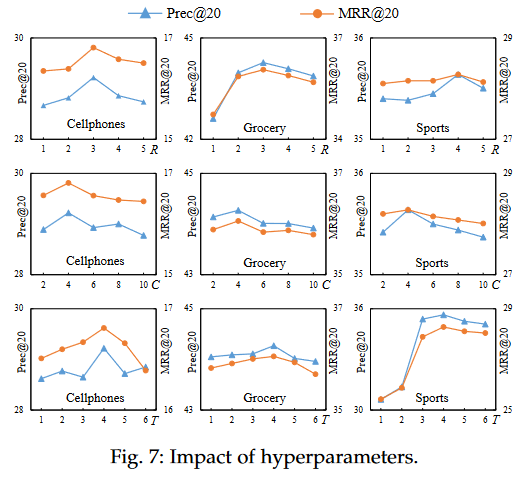 Prec@20 MRR@20
30 17 45 37 36 29
Prec@20 MRR@20 Prec@20 MRR@20 Prec@20 MRR@20
Cellphones Grocery Sports
28 15 42 34 35 27
1 2 3 4 5 R 1 2 3 4 5 R 1 2 3 4 5 R
30 17 45 37 36 29
Prec@20 MRR@20 Prec@20 MRR@20 Prec@20 MRR@20
Cellphones Grocery Sports
28 15 43 35 35 27
2 4 6 8 10 C 2 4 6 8 10 C 2 4 6 8 10 C
30 17 45 37 36 29
Prec@20 MRR@20 Prec@20 MRR@20 Prec@20 MRR@20
Cellphones Grocery Sports
28 16 43 35 30 25
1 2 3 4 5 6 T 1 2 3 4 5 6 T 1 2 3 4 5 6 T
Fig. 7: Impact of hyperparameters.